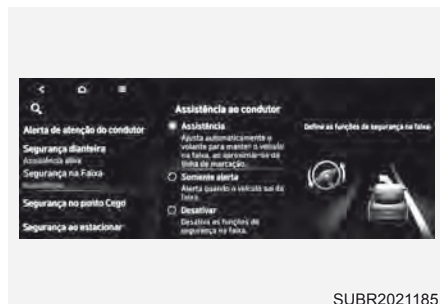 Assistência ao condutor
Alerta de atenção do condutor
Segurança dianteira
Assistência ativa
Segurança na Faixa
Segurança no ponto Cego
Segurança ao estacionar
Assistência
Ajusta automaticamente o
volante para manter o veículo
na faixa, ao aproximar-se da
linha de marcação.
Somente alerta
Alerta quando o veículo sai da
faixa.
Desativar
Desativa as funções de
segurança na faixa.
Define as funções de segurança na faixa
SUBR2021185